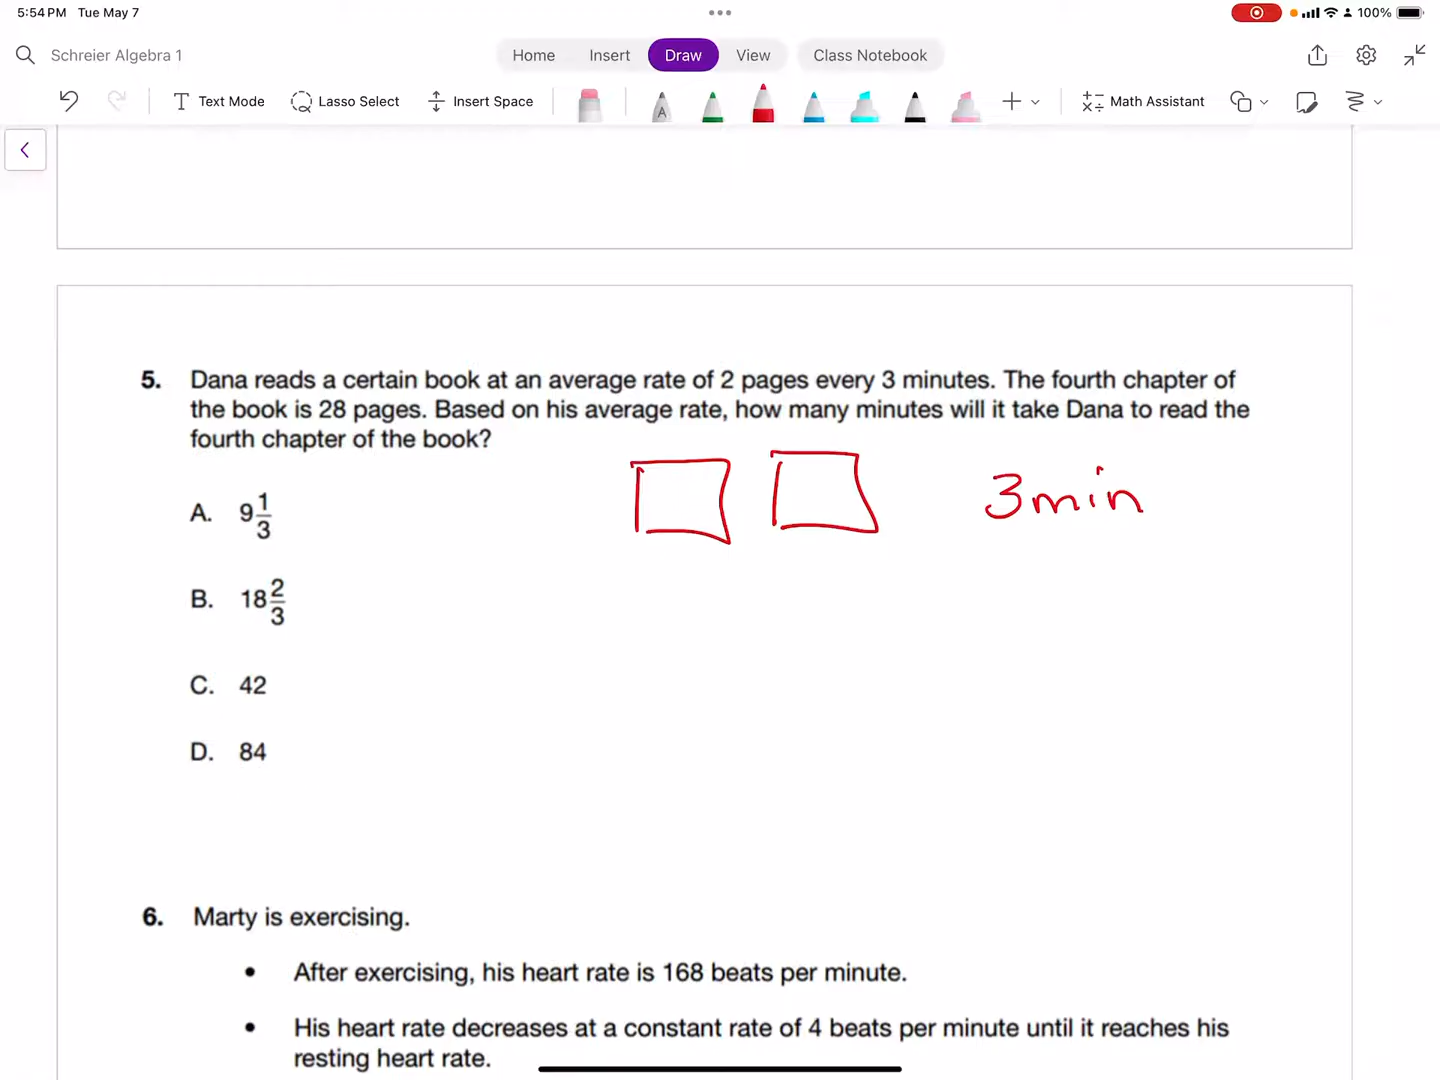 5:54 PM Tue May 7
100%
Schreier Algebra 1
Home Insert Draw View Class Notebook
Text Mode Lasso Select Insert Space A Math Assistant
5. Dana reads a certain book at an average rate of 2 pages every 3 minutes. The fourth chapter of
the book is 28 pages. Based on his average rate, how many minutes will it take Dana to read the
fourth chapter of the book?
3 min
A. 9 1/3
B. 18 2/3
C. 42
D. 84
6. Marty is exercising.
• After exercising, his heart rate is 168 beats per minute.
• His heart rate decreases at a constant rate of 4 beats per minute until it reaches his
resting heart rate.